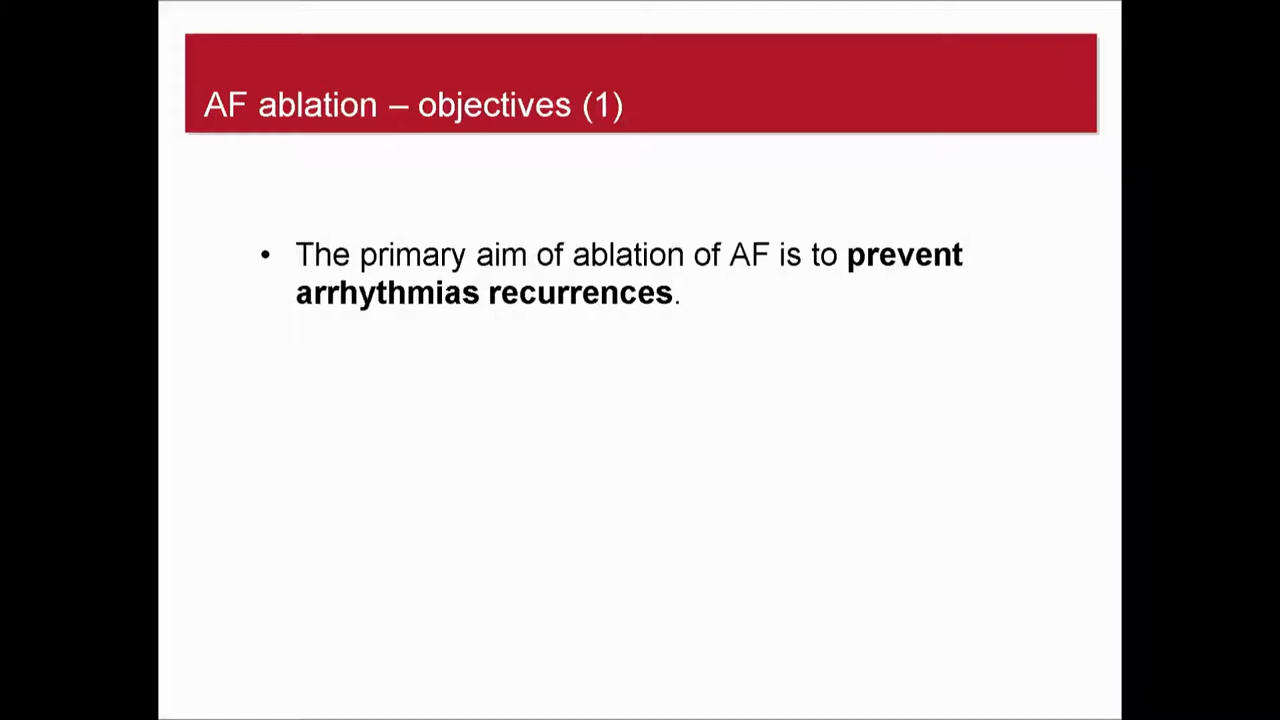 AF ablation – objectives (1)
• The primary aim of ablation of AF is to prevent
arrhythmias recurrences.